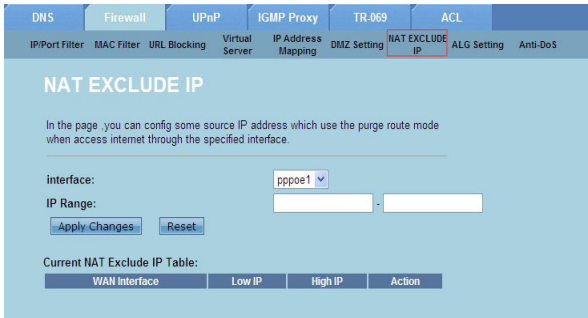 DNS Firewall UPnP IGMP Proxy TR-069 ACL
IP/Port Filter MAC Filter URL Blocking Virtual Server IP Address Mapping DMZ Setting NAT EXCLUDE IP ALG Setting Anti-DoS
NAT EXCLUDE IP
In the page ,you can config some source IP address which use the purge route mode
when access internet through the specified interface.
interface: pppoe1
IP Range: -
Apply Changes Reset
Current NAT Exclude IP Table:
WAN Interface Low IP High IP Action